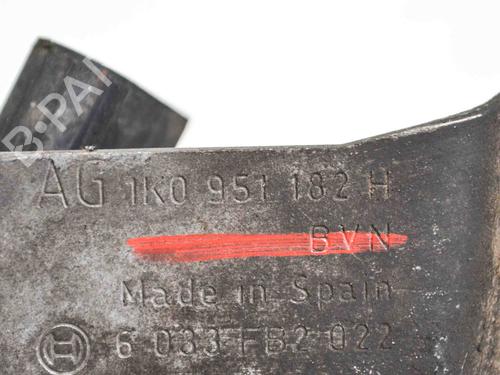 B-PAR
AG 1K0 951 182 H
BVN
Made in Spain
6 033 FB2 022